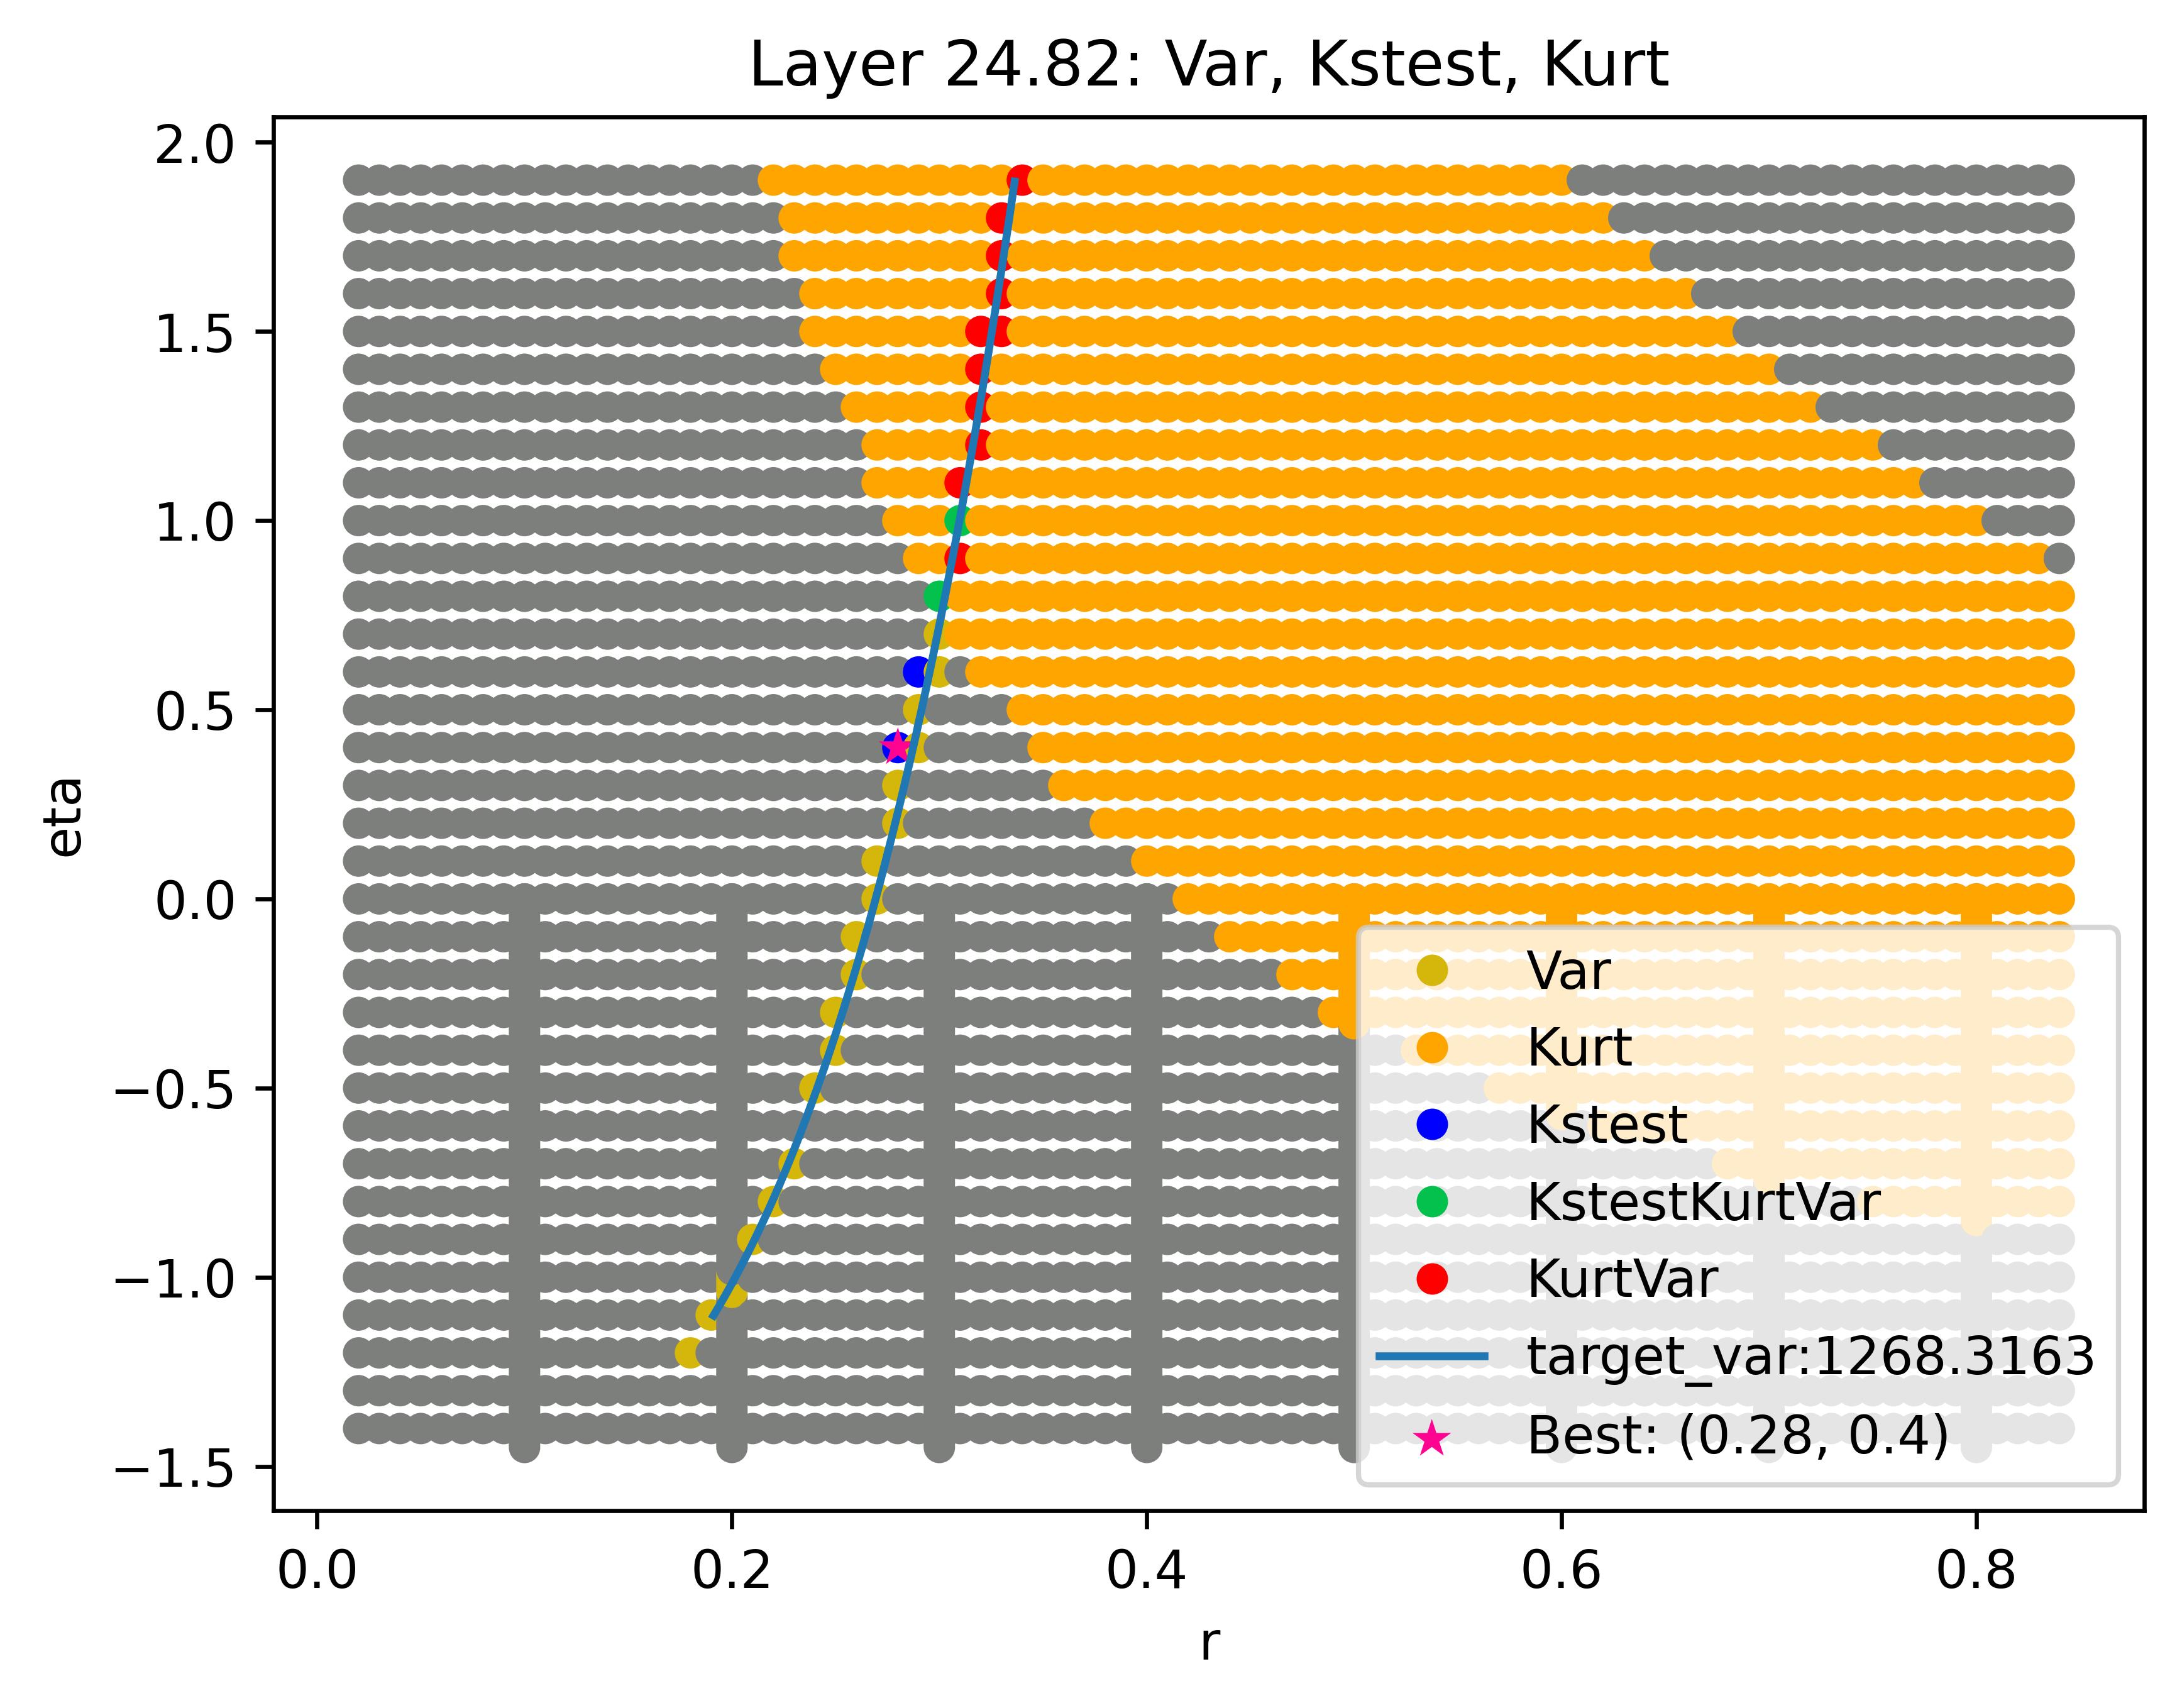 Layer 24.82: Var, Kstest, Kurt
2.0
1.5
1.0
0.5
0.0
−0.5
−1.0
−1.5
eta
Var
Kurt
Kstest
KstestKurtVar
KurtVar
target_var:1268.3163
Best: (0.28, 0.4)
0.0 0.2 0.4 0.6 0.8
r